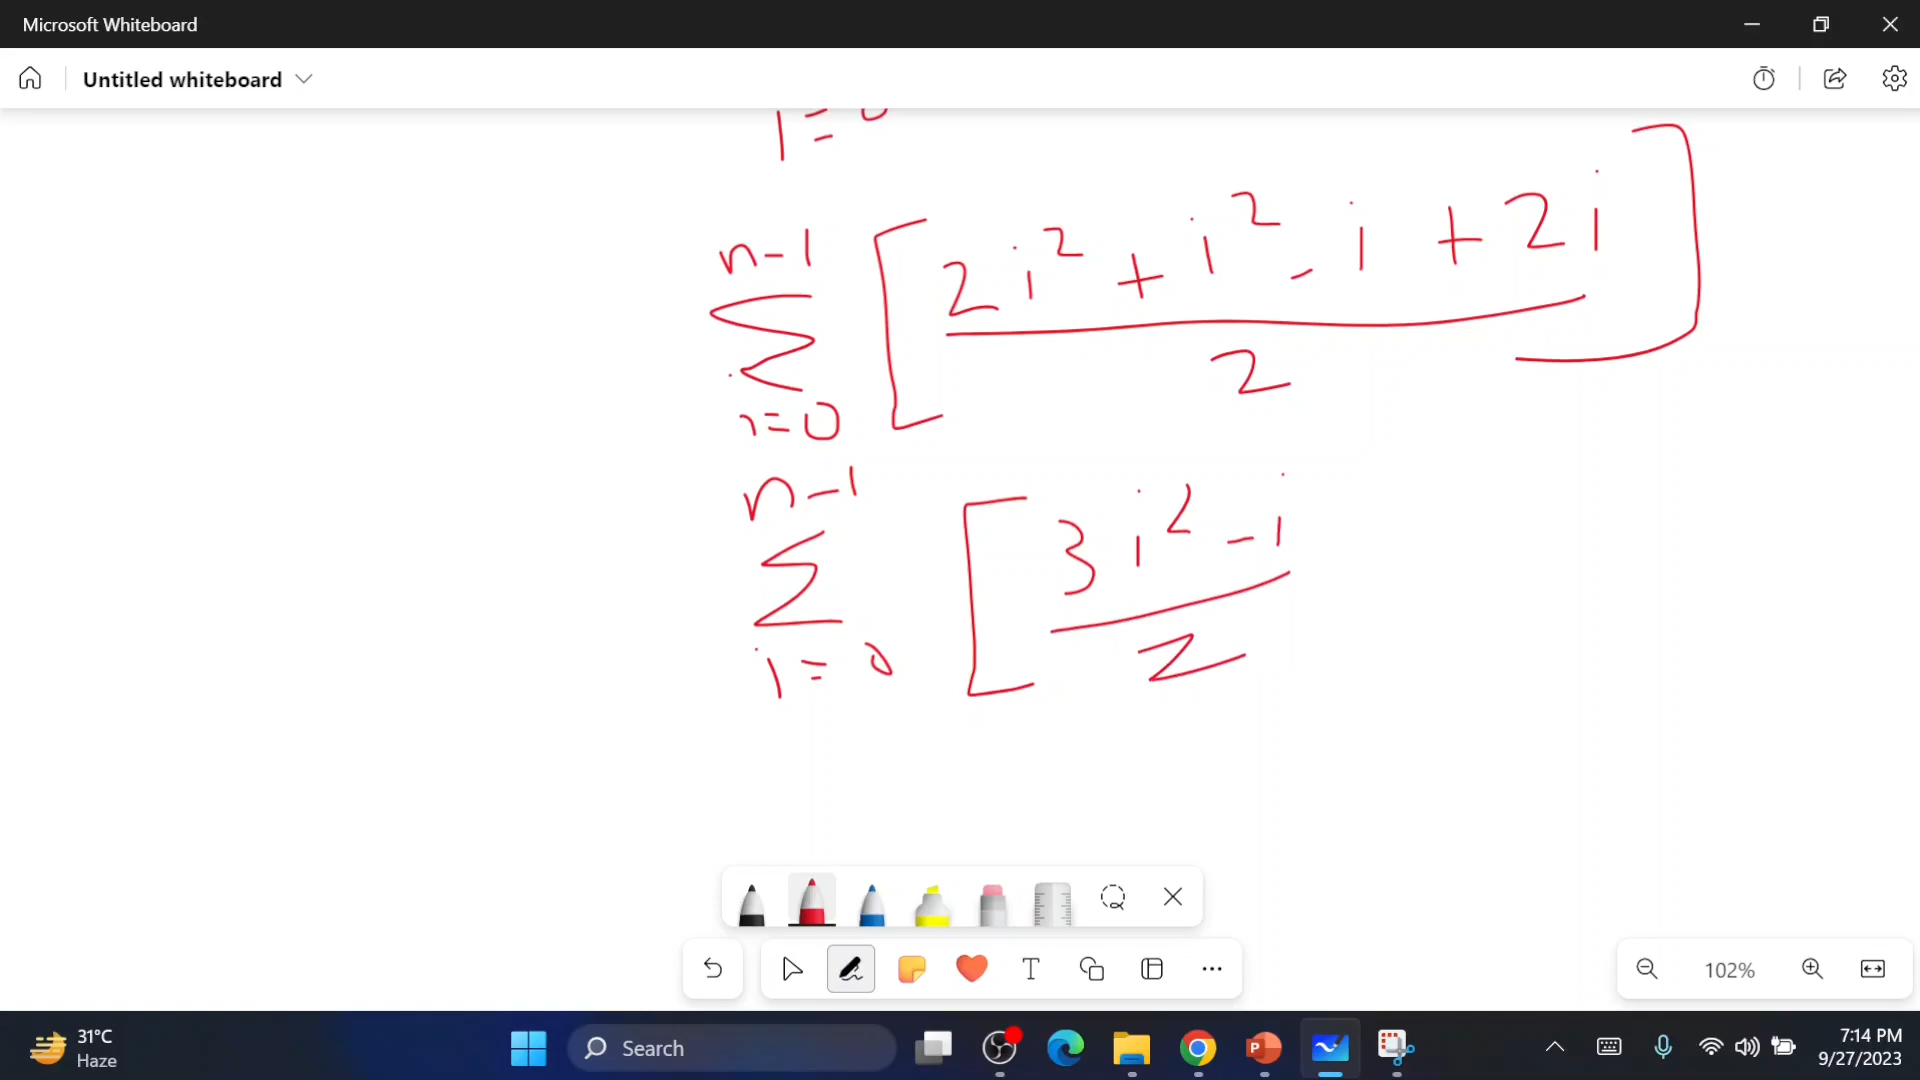 Microsoft Whiteboard
Untitled whiteboard
i=0
n-1
Σ [ 2i² + i² - i + 2i ]
2
i=0
n-1
Σ [ 3i² - i
2
i=0
102%
31°C
Haze
Search
7:14 PM
9/27/2023